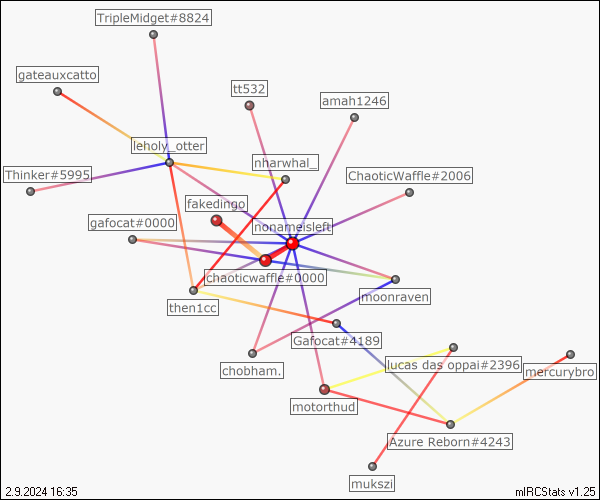 TripleMidget#8824
gateauxcatto
tt532
amah1246
leholy_otter
nharwhal_
Thinker#5995
ChaoticWaffle#2006
fakedingo
gafocat#0000
nonameisleft
chaoticwaffle#0000
moonraven
then1cc
Gafocat#4189
chobham.
lucas das oppai#2396
mercurybro
motorthud
Azure Reborn#4243
mukszi
2.9.2024 16:35
mIRCStats v1.25